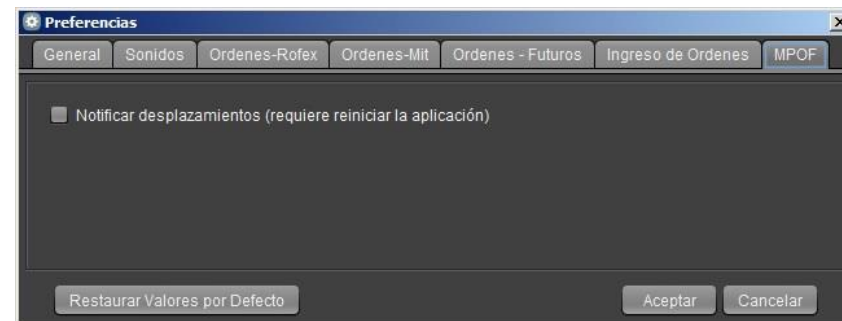 Preferencias
General Sonidos Ordenes-Rofex Ordenes-Mit Ordenes - Futuros Ingreso de Ordenes MPOF
Notificar desplazamientos (requiere reiniciar la aplicación)
Restaurar Valores por Defecto Aceptar Cancelar